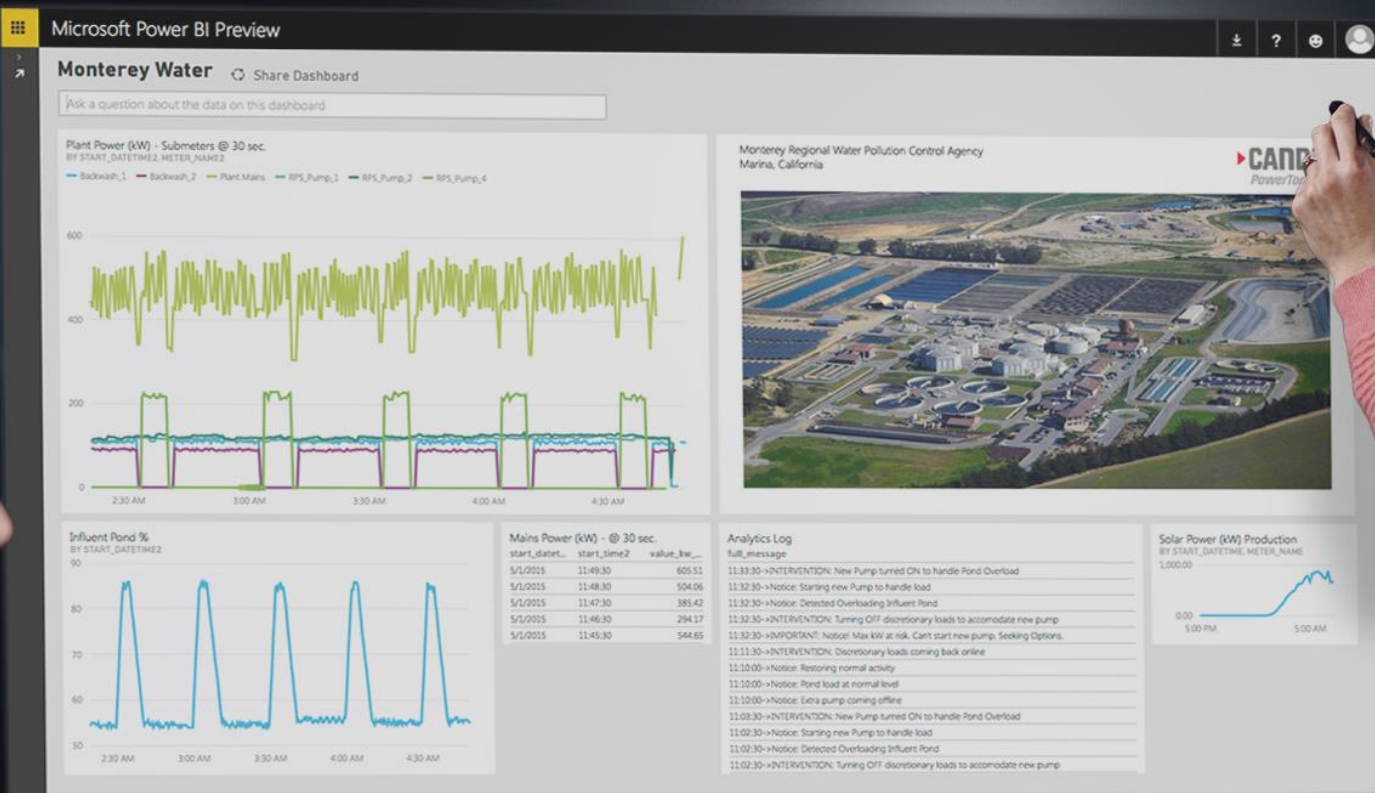 Microsoft Power BI Preview
?
Monterey Water Share Dashboard
Ask a question about the data on this dashboard
Plant Power (kW) - Submeters @ 30 sec.
BY START_DATETIME2, METER_NAME2
Backwash_1 Backwash_2 Plant Mains RPS_Pump_1 RPS_Pump_2 RPS_Pump_4
600
400
200
0
2:30 AM 3:00 AM 3:30 AM 4:00 AM 4:30 AM
Monterey Regional Water Pollution Control Agency
Marina, California
Influent Pond %
BY START_DATETIME2
90
80
70
60
50
2:30 AM 3:00 AM 3:30 AM 4:00 AM 4:30 AM
Mains Power (kW) - @ 30 sec.
start_datet... start_time2 value_kw_...
5/1/2015 11:49:30 605.51
5/1/2015 11:48:30 504.06
5/1/2015 11:47:30 385.42
5/1/2015 11:46:30 294.17
5/1/2015 11:45:30 544.65
Analytics Log
full_message
11:33:30->INTERVENTION: New Pump turned ON to handle Pond Overload
11:32:30->Notice: Starting new Pump to handle load
11:32:30->Notice: Detected Overloading Influent Pond
11:32:30->INTERVENTION: Turning OFF discretionary loads to accomodate new pump
11:32:30->IMPORTANT: Notice! Max kW at risk. Can't start new pump. Seeking Options.
11:11:30->INTERVENTION: Discretionary loads coming back online
11:10:00->Notice: Restoring normal activity
11:10:00->Notice: Pond load at normal level
11:10:00->Notice: Extra pump coming offline
11:03:30->INTERVENTION: New Pump turned ON to handle Pond Overload
11:02:30->Notice: Starting new Pump to handle load
11:02:30->Notice: Detected Overloading Influent Pond
11:02:30->INTERVENTION: Turning OFF discretionary loads to accomodate new pump
Solar Power (kW) Production
BY START_DATETIME, METER_NAME
1,000.00
0.00
5:00 PM 5:00 AM